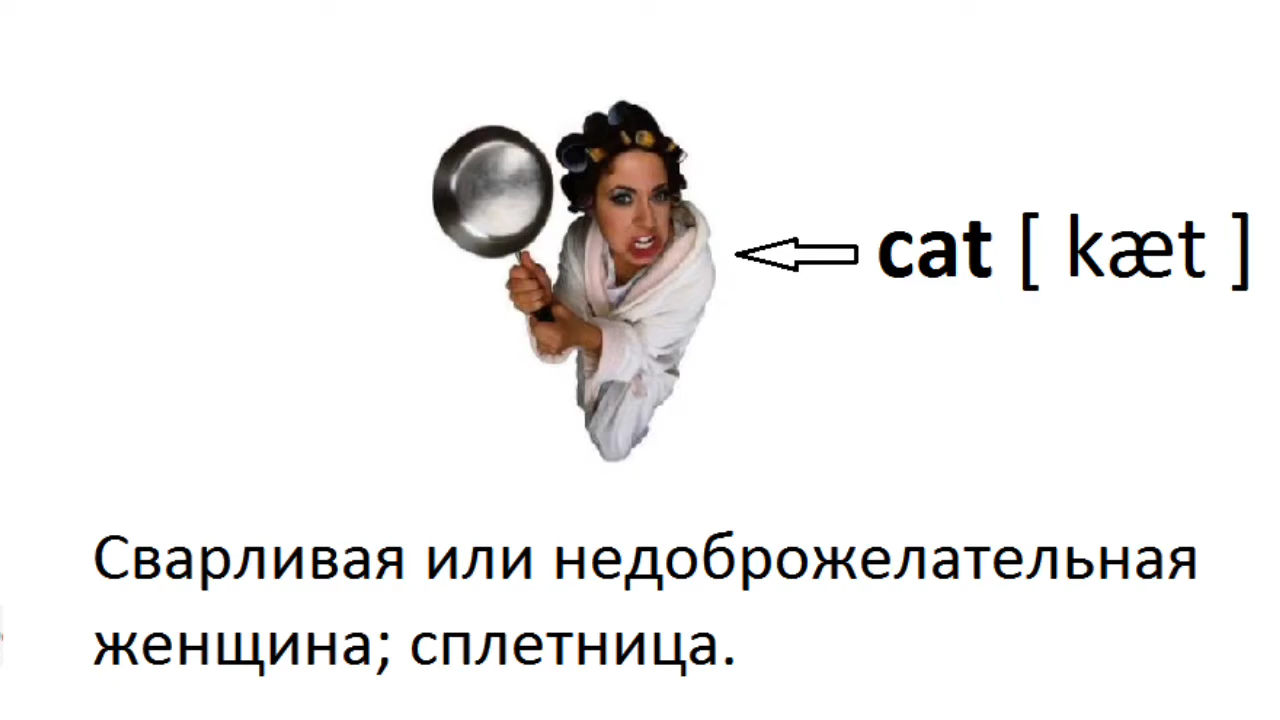 cat [ kæt ]
Сварливая или недоброжелательная
женщина; сплетница.